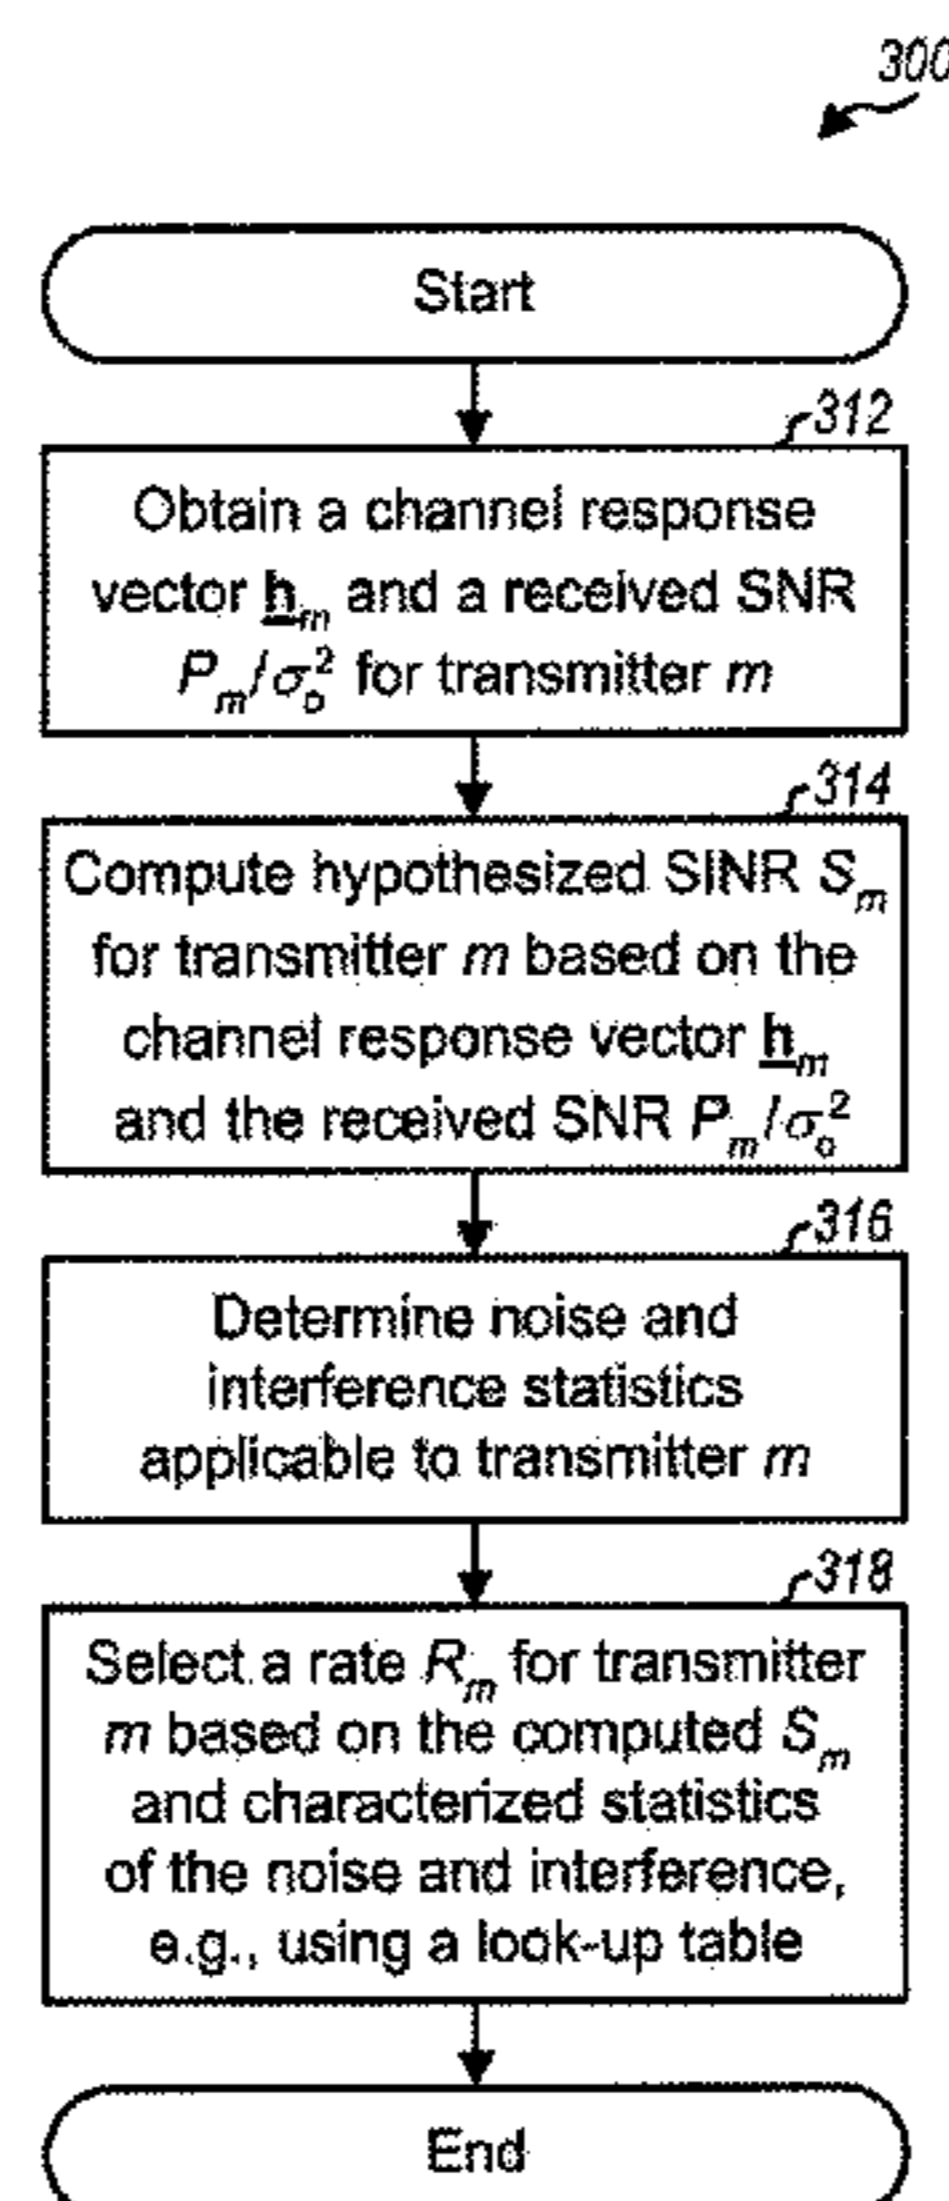 300
Start
312
Obtain a channel response
vector h_m and a received SNR
P_m/σ_o^2 for transmitter m
314
Compute hypothesized SINR S_m
for transmitter m based on the
channel response vector h_m
and the received SNR P_m/σ_o^2
316
Determine noise and
interference statistics
applicable to transmitter m
318
Select a rate R_m for transmitter
m based on the computed S_m
and characterized statistics
of the noise and interference,
e.g., using a look-up table
End